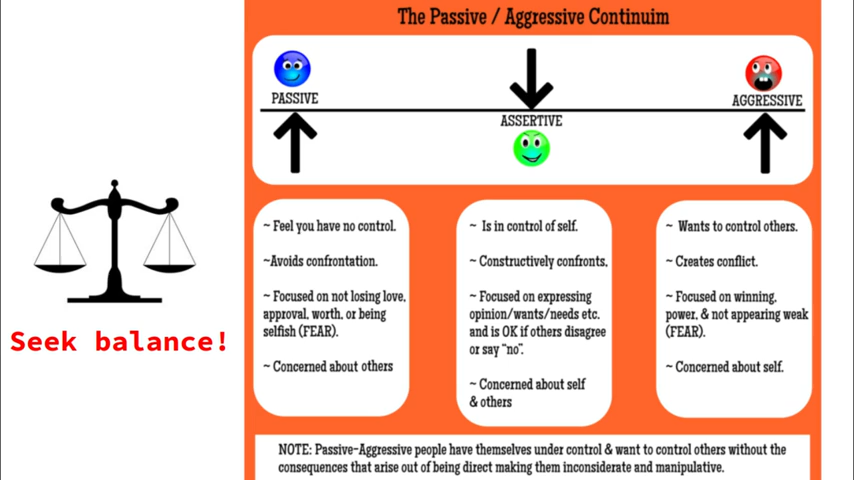 The Passive / Aggressive Continuim
PASSIVE
AGGRESSIVE
ASSERTIVE
~ Feel you have no control.
~Avoids confrontation.
~ Focused on not losing love,
approval, worth, or being
selfish (FEAR).
~ Concerned about others
~ Is in control of self.
~ Constructively confronts,
~ Focused on expressing
opinion/wants/needs etc.
and is OK if others disagree
or say "no".
~ Concerned about self
& others
~ Wants to control others.
~ Creates conflict.
~ Focused on winning,
power, & not appearing weak
(FEAR).
~ Concerned about self.
Seek balance!
NOTE: Passive-Aggressive people have themselves under control & want to control others without the
consequences that arise out of being direct making them inconsiderate and manipulative.